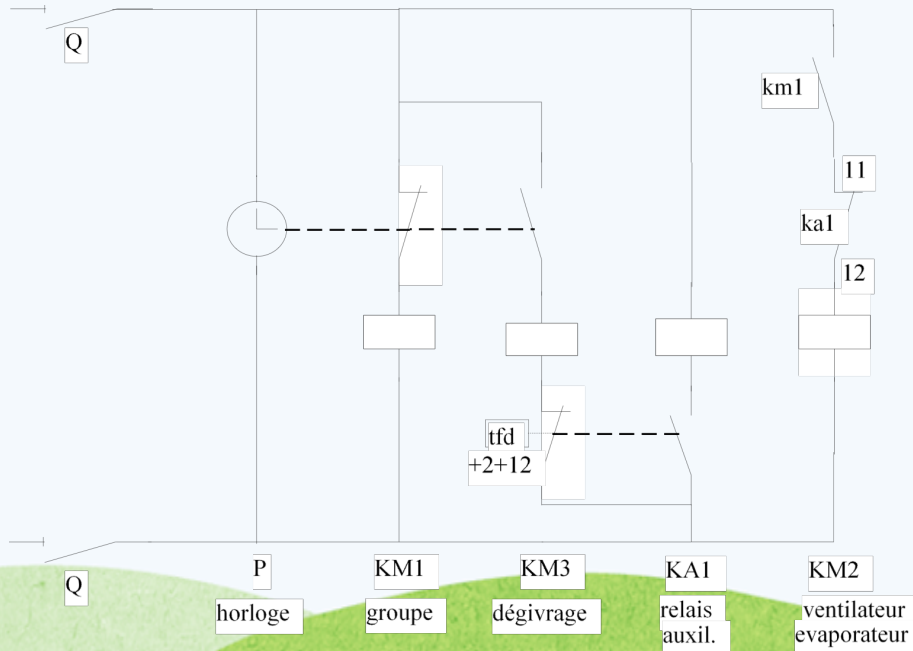 Q
km1
11
ka1
12
tfd
+2+12
Q
P
KM1
KM3
KA1
KM2
horloge
groupe
dégivrage
relais
auxil.
ventilateur
evaporateur